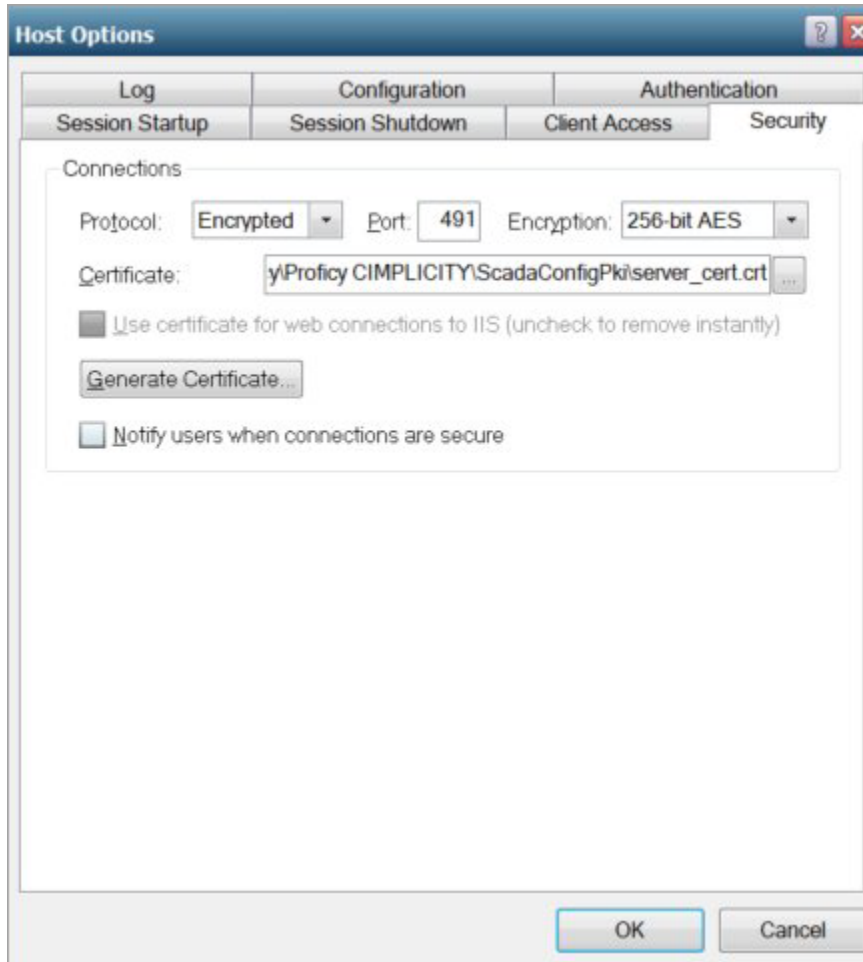 Host Options
Log Configuration Authentication
Session Startup Session Shutdown Client Access Security
Connections
Protocol: Encrypted Port: 491 Encryption: 256-bit AES
Certificate: y\Proficy CIMPLICITY\ScadaConfigPki\server_cert.crt ...
Use certificate for web connections to IIS (uncheck to remove instantly)
Generate Certificate...
Notify users when connections are secure
OK Cancel